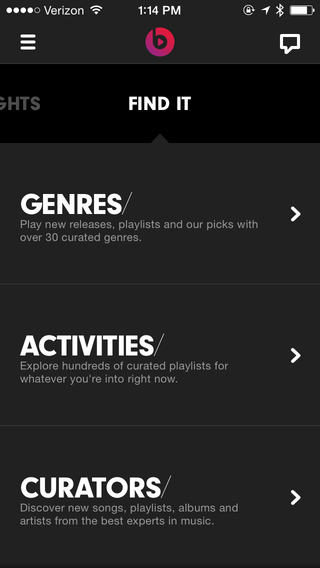 Verizon 1:14 PM
GHTS FIND IT
GENRES/
Play new releases, playlists and our picks with
over 30 curated genres.
ACTIVITIES/
Explore hundreds of curated playlists for
whatever you're into right now.
CURATORS/
Discover new songs, playlists, albums and
artists from the best experts in music.